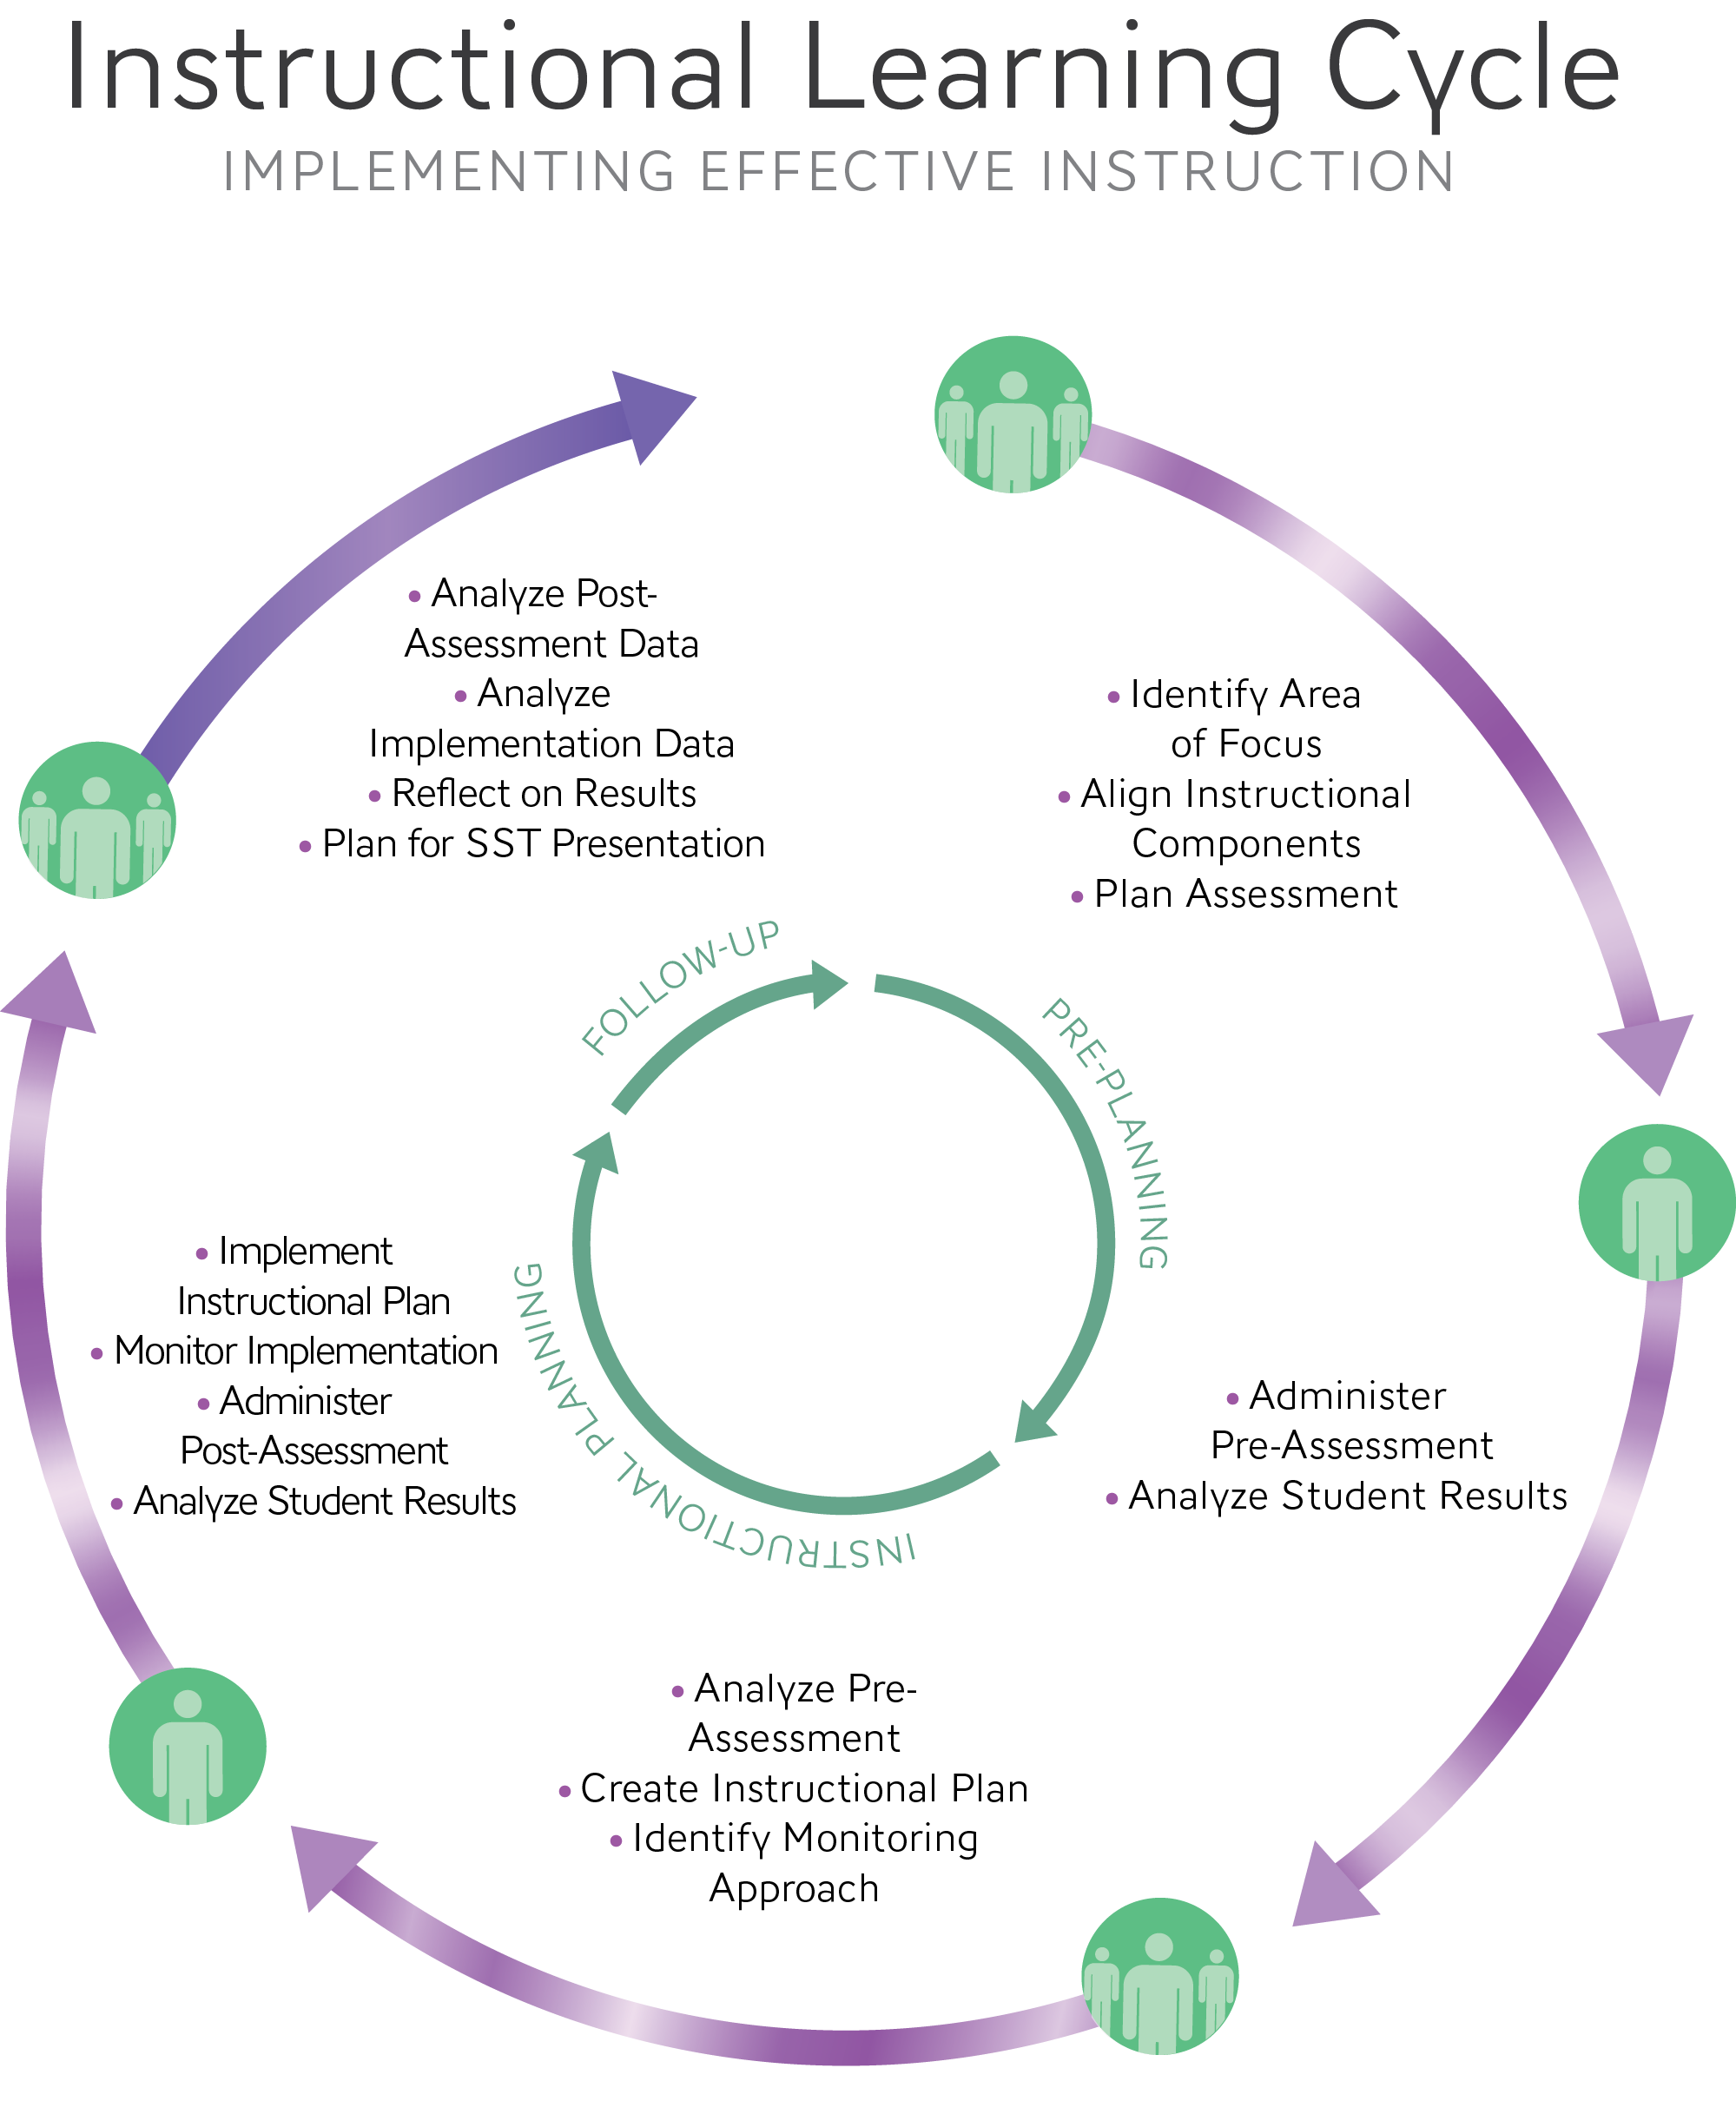 Instructional Learning Cycle
IMPLEMENTING EFFECTIVE INSTRUCTION
• Identify Area
of Focus
• Align Instructional
Components
• Plan Assessment
• Administer
Pre-Assessment
• Analyze Student Results
• Analyze Pre-
Assessment
• Create Instructional Plan
• Identify Monitoring
Approach
• Implement
Instructional Plan
• Monitor Implementation
• Administer
Post-Assessment
• Analyze Student Results
• Analyze Post-
Assessment Data
• Analyze
Implementation Data
• Reflect on Results
• Plan for SST Presentation
PRE-PLANNING
INSTRUCTIONAL PLANNING
FOLLOW-UP